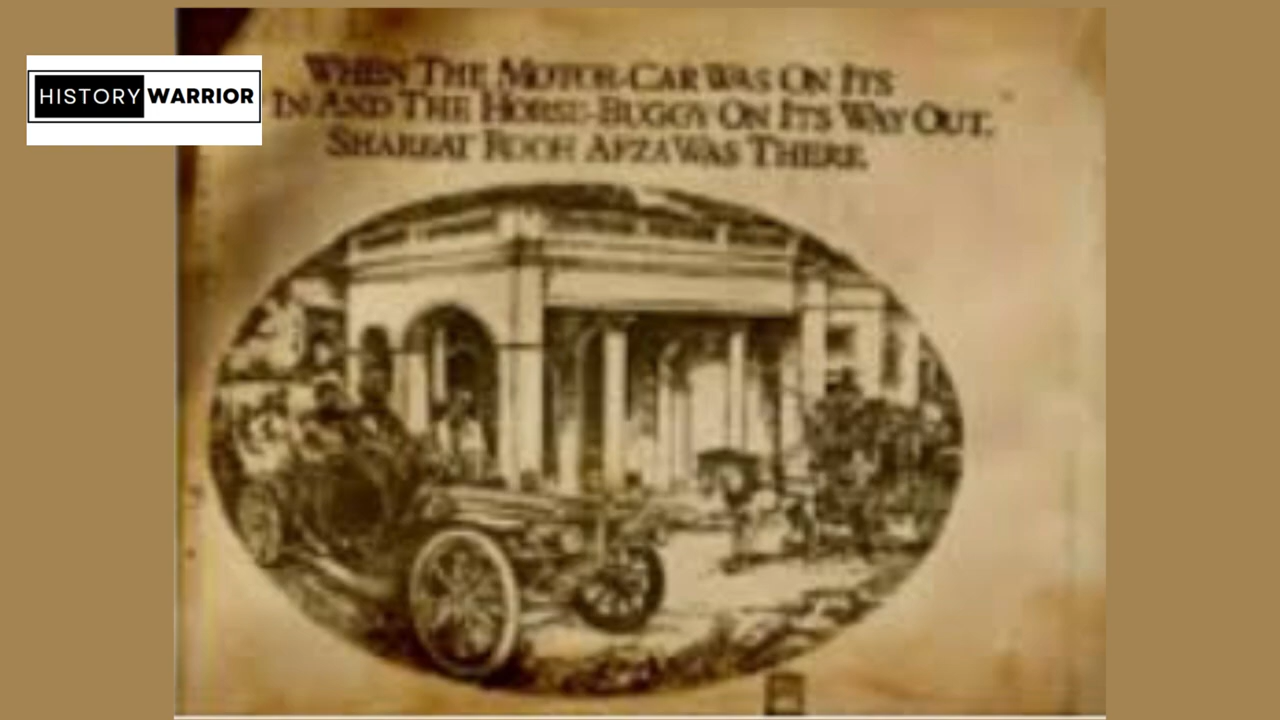 HISTORY WARRIOR
WHEN THE MOTOR-CAR WAS ON ITS
IN AND THE HORSE-BUGGY ON ITS WAY OUT,
SHARBAT ROOH AFZA WAS THERE.